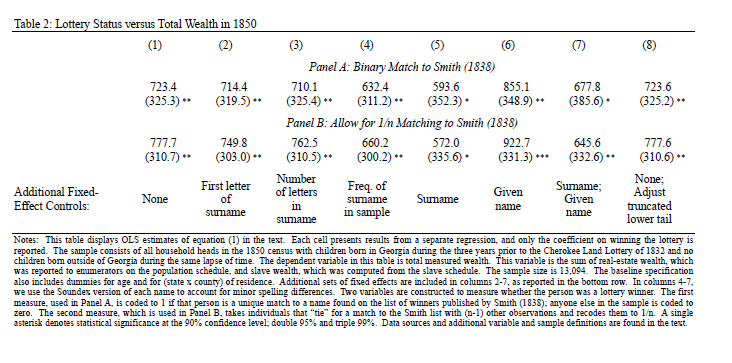 Table 2: Lottery Status versus Total Wealth in 1850
(1) (2) (3) (4) (5) (6) (7) (8)
Panel A: Binary Match to Smith (1838)
723.4 714.4 710.1 632.4 593.6 855.1 677.8 723.6
(325.3) ** (319.5) ** (325.4) ** (311.2) ** (352.3) * (348.9) ** (385.6) * (325.2) **
Panel B: Allow for 1/n Matching to Smith (1838)
777.7 749.8 762.5 660.2 572.0 922.7 645.6 777.6
(310.7) ** (303.0) ** (310.5) ** (300.2) ** (335.6) * (331.3) *** (332.6) ** (310.6) **
Additional Fixed-
Effect Controls:
None
First letter
of
surname
Number
of letters
in
surname
Freq. of
surname
in sample
Surname
Given
name
Surname;
Given
name
None;
Adjust
truncated
lower tail
Notes: This table displays OLS estimates of equation (1) in the text. Each cell presents results from a separate regression, and only the coefficient on winning the lottery is
reported. The sample consists of all household heads in the 1850 census with children born in Georgia during the three years prior to the Cherokee Land Lottery of 1832 and no
children born outside of Georgia during the same lapse of time. The dependent variable in this table is total measured wealth. This variable is the sum of real-estate wealth, which
was reported to enumerators on the population schedule, and slave wealth, which was computed from the slave schedule. The sample size is 13,094. The baseline specification
also includes dummies for age and for (state x county) of residence. Additional sets of fixed effects are included in columns 2-7, as reported in the bottom row. In columns 4-7,
we use the Soundex version of each name to account for minor spelling differences. Two variables are constructed to measure whether the person was a lottery winner. The first
measure, used in Panel A, is coded to 1 if that person is a unique match to a name found on the list of winners published by Smith (1838); anyone else in the sample is coded to
zero. The second measure, which is used in Panel B, takes individuals that "tie" for a match to the Smith list with (n-1) other observations and recodes them to 1/n. A single
asterisk denotes statistical significance at the 90% confidence level; double 95% and triple 99%. Data sources and additional variable and sample definitions are found in the text.